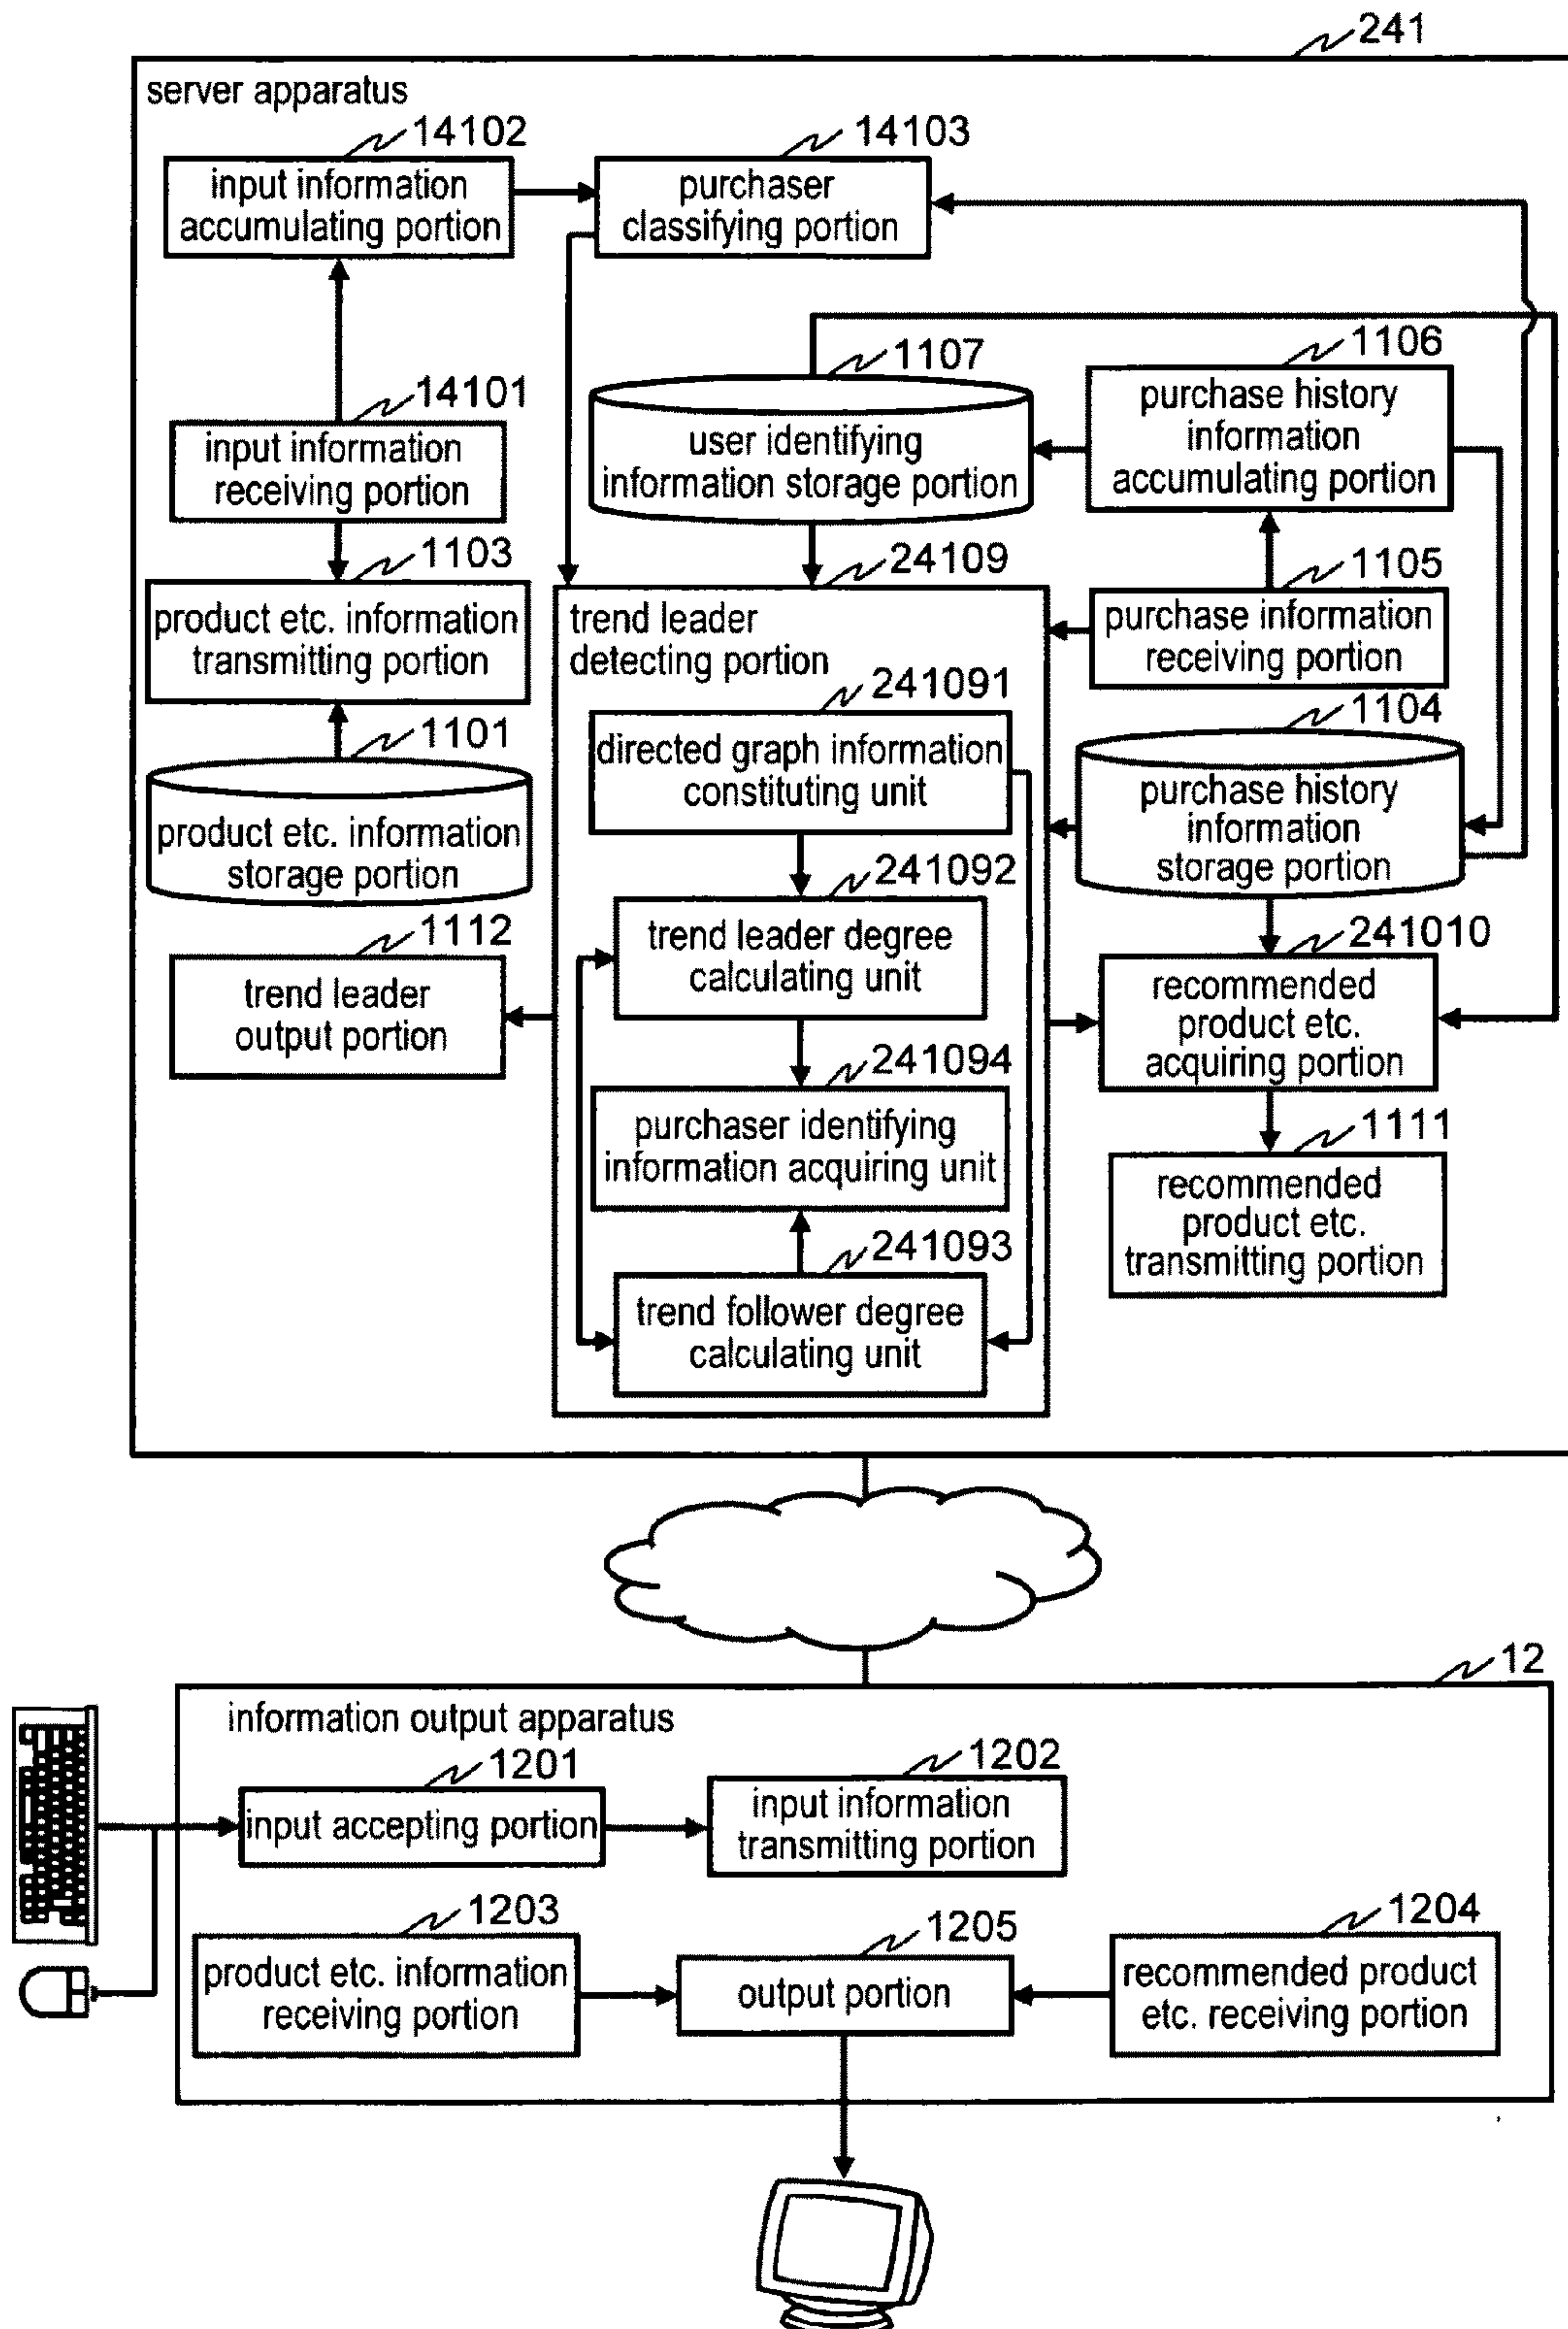 241
server apparatus
14102
14103
input information
accumulating portion
purchaser
classifying portion
1107
1106
14101
user identifying
information storage portion
purchase history
information
accumulating portion
input information
receiving portion
1103
24109
1105
product etc. information
transmitting portion
trend leader
detecting portion
purchase information
receiving portion
1101
241091
1104
product etc. information
storage portion
directed graph information
constituting unit
purchase history
information
storage portion
1112
241092
241010
trend leader
output portion
trend leader degree
calculating unit
recommended
product etc.
acquiring portion
241094
1111
purchaser identifying
information acquiring unit
recommended
product etc.
transmitting portion
241093
trend follower degree
calculating unit
12
information output apparatus
1201
1202
input accepting portion
input information
transmitting portion
1203
1205
1204
product etc. information
receiving portion
output portion
recommended product
etc. receiving portion